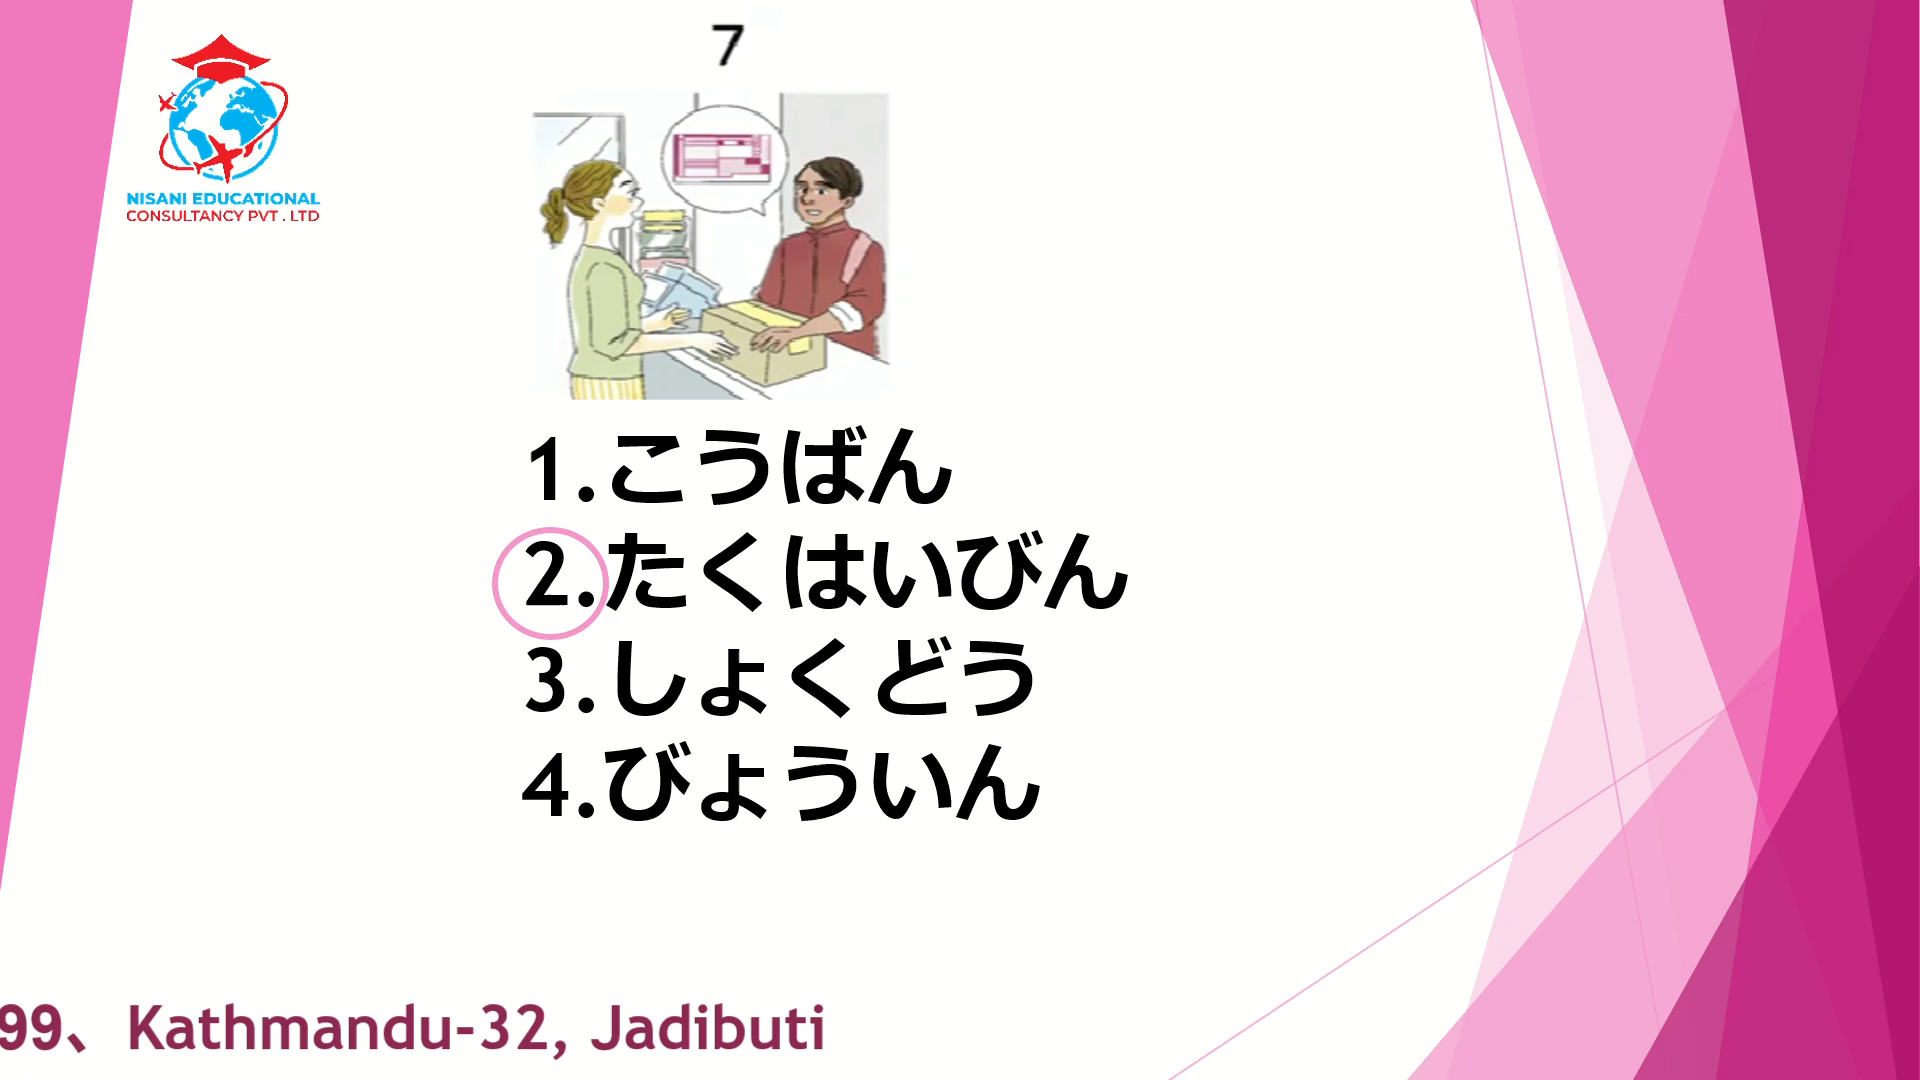 7
NISANI EDUCATIONAL
CONSULTANCY PVT . LTD
1.こうばん
2.たくはいびん
3.しょくどう
4.びょういん
99、Kathmandu-32, Jadibuti